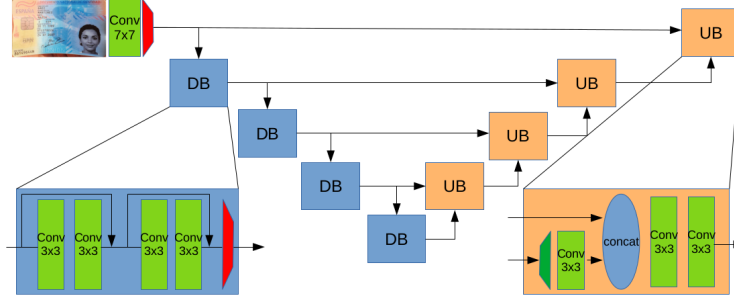 Conv
7x7
UB
DB
UB
DB
UB
DB
UB
DB
Conv
3x3
Conv
3x3
Conv
3x3
Conv
3x3
Conv
3x3
concat
Conv
3x3
Conv
3x3